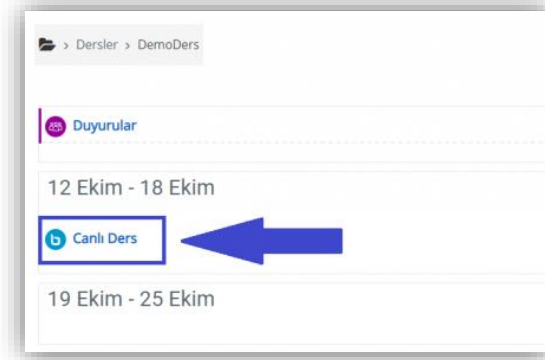 > Dersler > DemoDers
Duyurular
12 Ekim - 18 Ekim
Canlı Ders
19 Ekim - 25 Ekim